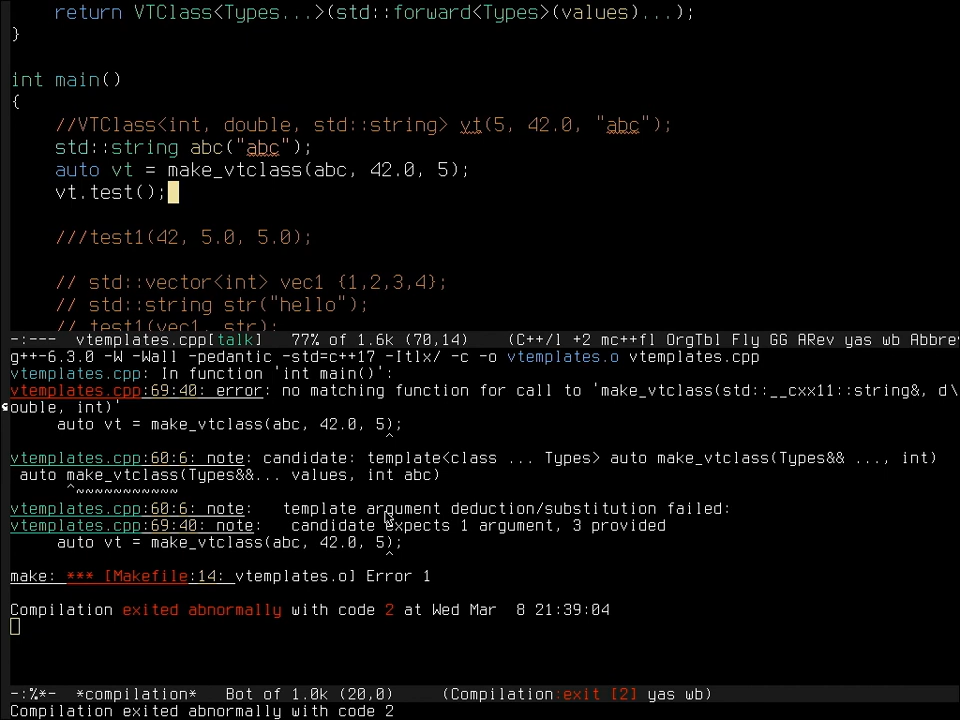 return VTClass<Types...>(std::forward<Types>(values)...);
}
int main()
{
    //VTClass<int, double, std::string> vt(5, 42.0, "abc");
    std::string abc("abc");
    auto vt = make_vtclass(abc, 42.0, 5);
    vt.test();
    ///test1(42, 5.0, 5.0);
    // std::vector<int> vec1 {1,2,3,4};
    // std::string str("hello");
    // test1(vec1, str);
-:---  vtemplates.cpp[talk]   77% of 1.6k (70,14)    (C++/l +2 mc++fl OrgTbl Fly GG ARev yas wb Abbre
g++-6.3.0 -W -Wall -pedantic -std=c++17 -Itlx/ -c -o vtemplates.o vtemplates.cpp
vtemplates.cpp: In function 'int main()':
vtemplates.cpp:69:40: error: no matching function for call to 'make_vtclass(std::__cxx11::string&, d\
ouble, int)'
     auto vt = make_vtclass(abc, 42.0, 5);
                                        ^
vtemplates.cpp:60:6: note: candidate: template<class ... Types> auto make_vtclass(Types&& ..., int)
 auto make_vtclass(Types&&... values, int abc)
      ^~~~~~~~~~~~
vtemplates.cpp:60:6: note:   template argument deduction/substitution failed:
vtemplates.cpp:69:40: note:   candidate expects 1 argument, 3 provided
     auto vt = make_vtclass(abc, 42.0, 5);
                                        ^
make: *** [Makefile:14: vtemplates.o] Error 1
Compilation exited abnormally with code 2 at Wed Mar  8 21:39:04
-:%*-  *compilation*   Bot of 1.0k (20,0)     (Compilation:exit [2] yas wb)
Compilation exited abnormally with code 2